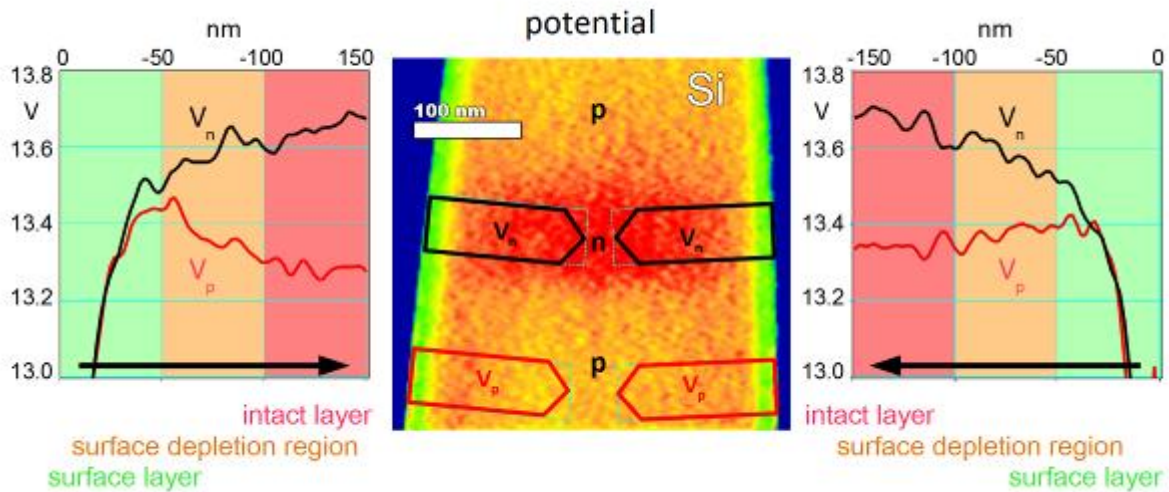 potential
nm
0 -50 -100 150
13.8
V
13.6
13.4
13.2
13.0
Vn
Vp
intact layer
surface depletion region
surface layer
Si
100 nm
p
Vn
n
Vn
p
Vp
Vp
nm
-150 -100 -50 0
13.8
V
13.6
13.4
13.2
13.0
Vn
Vp
intact layer
surface depletion region
surface layer